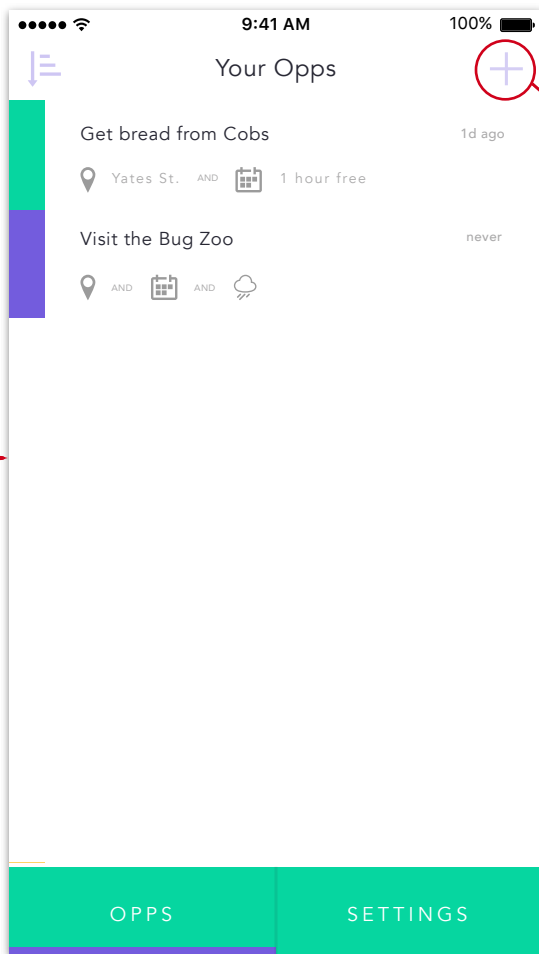 9:41 AM 100%
Your Opps
Get bread from Cobs 1d ago
Yates St. AND 1 hour free
Visit the Bug Zoo never
AND AND
OPPS SETTINGS